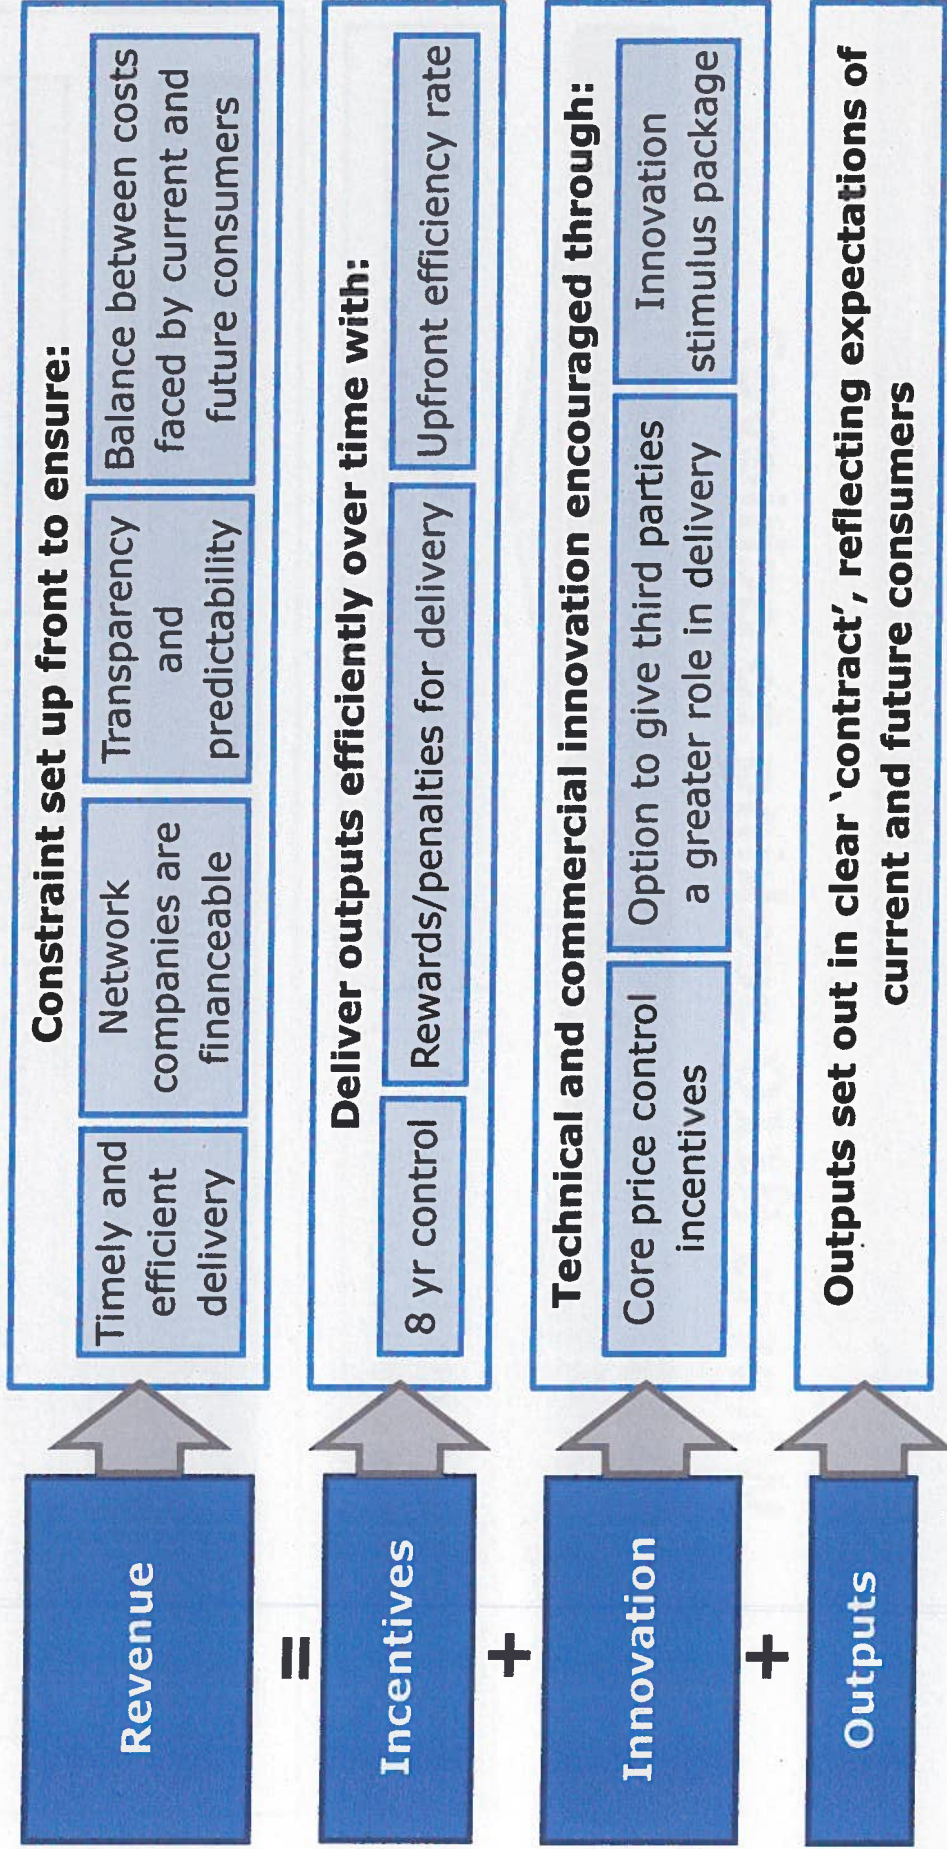 Revenue
Constraint set up front to ensure:
Timely and
efficient
delivery
Network
companies are
financeable
Transparency
and
predictability
Balance between costs
faced by current and
future consumers
=
Incentives
Deliver outputs efficiently over time with:
8 yr control
Rewards/penalties for delivery
Upfront efficiency rate
+
Innovation
Technical and commercial innovation encouraged through:
Core price control
incentives
Option to give third parties
a greater role in delivery
Innovation
stimulus package
+
Outputs
Outputs set out in clear ‘contract’, reflecting expectations of
current and future consumers